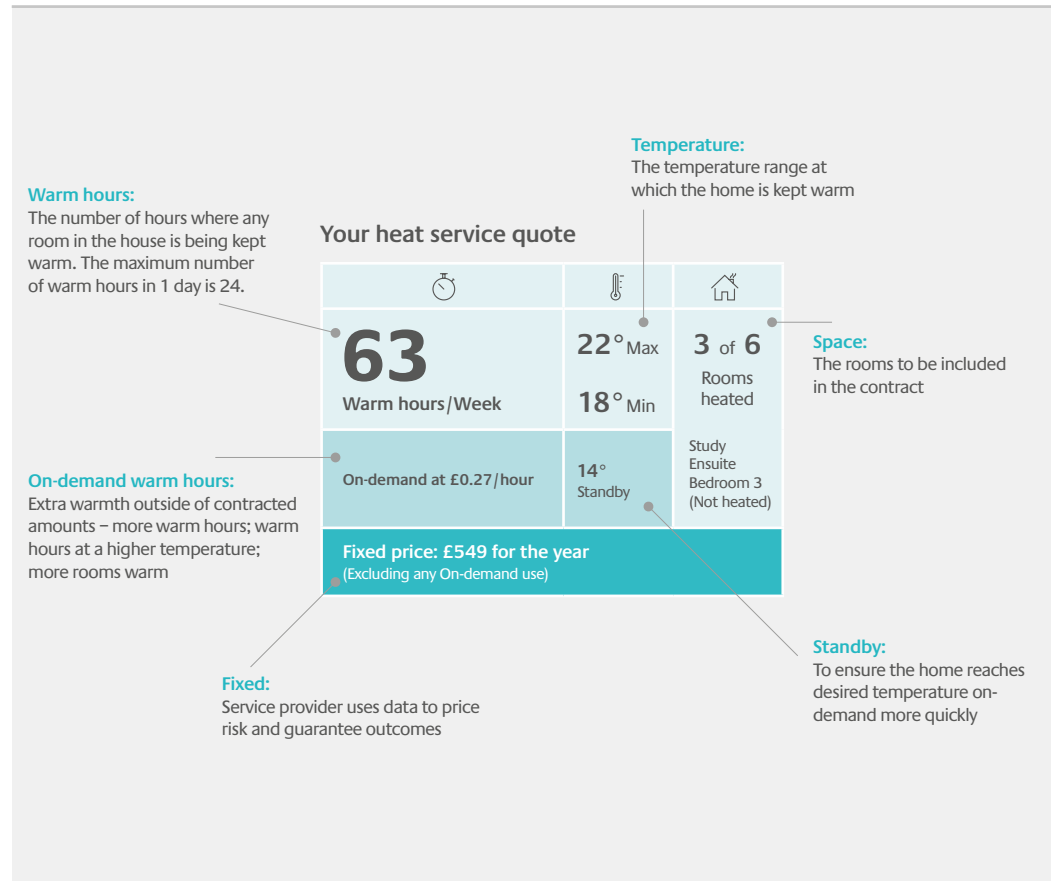 Temperature:
The temperature range at
which the home is kept warm
Warm hours:
The number of hours where any
room in the house is being kept
warm. The maximum number
of warm hours in 1 day is 24.
Your heat service quote
63
Warm hours/Week
22° Max
18° Min
3 of 6
Rooms
heated
Study
Ensuite
Bedroom 3
(Not heated)
Space:
The rooms to be included
in the contract
On-demand at £0.27/hour
14°
Standby
On-demand warm hours:
Extra warmth outside of contracted
amounts – more warm hours; warm
hours at a higher temperature;
more rooms warm
Fixed price: £549 for the year
(Excluding any On-demand use)
Standby:
To ensure the home reaches
desired temperature on-
demand more quickly
Fixed:
Service provider uses data to price
risk and guarantee outcomes